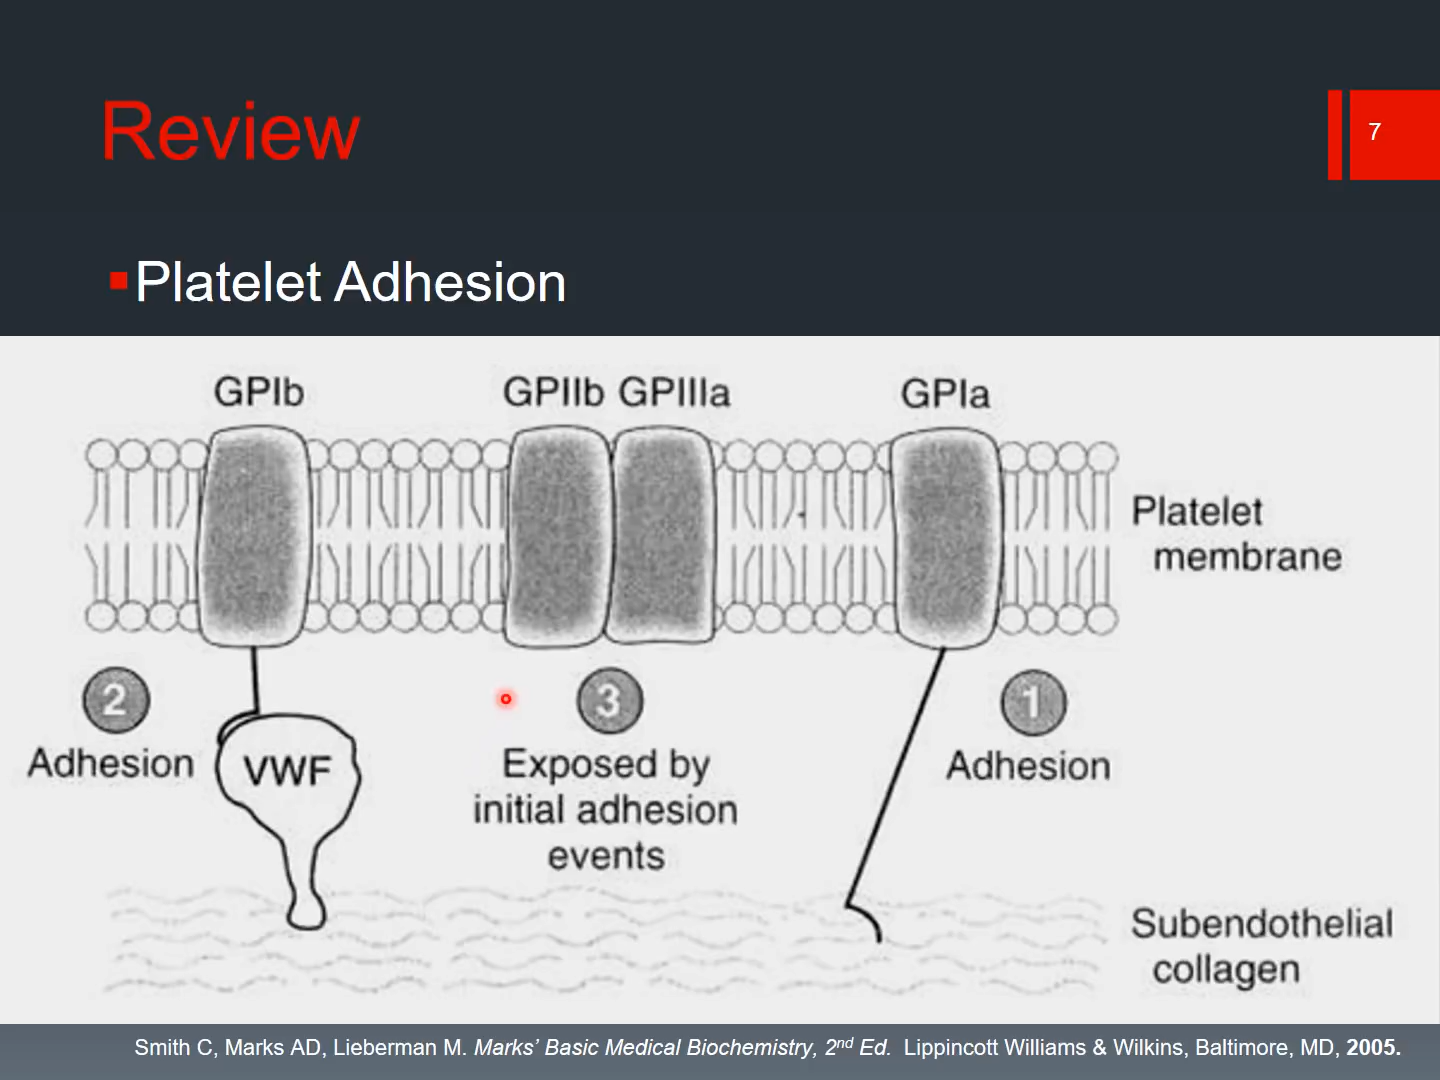 Review
7
Platelet Adhesion
GPIb
GPIIb GPIIIa
GPIa
Platelet
membrane
2
3
1
Adhesion
VWF
Exposed by
initial adhesion
events
Adhesion
Subendothelial
collagen
Smith C, Marks AD, Lieberman M. Marks’ Basic Medical Biochemistry, 2nd Ed. Lippincott Williams & Wilkins, Baltimore, MD, 2005.